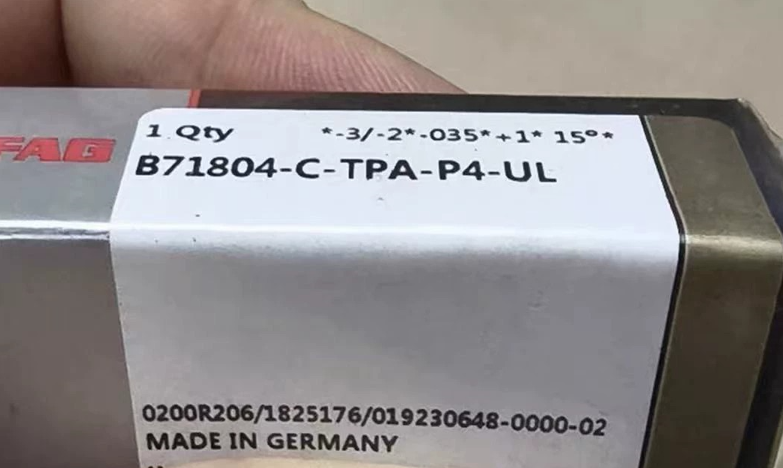 FAG
1 Qty *-3/-2*-035*+1* 15°*
B71804-C-TPA-P4-UL
0200R206/1825176/019230648-0000-02
MADE IN GERMANY